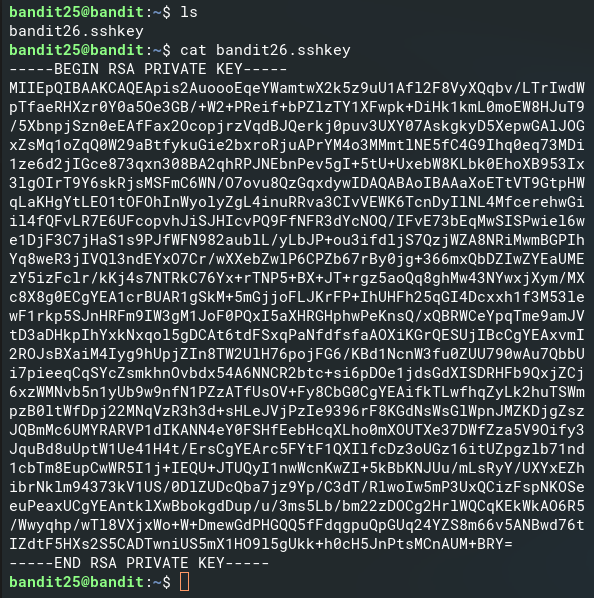 bandit25@bandit:~$ ls
bandit26.sshkey
bandit25@bandit:~$ cat bandit26.sshkey
-----BEGIN RSA PRIVATE KEY-----
MIIEpQIBAAKCAQEApis2AuoooEqeYWamtwX2k5z9uU1Afl2F8VyXQqbv/LTrIwdW
pTfaeRHXzr0Y0a5Oe3GB/+W2+PReif+bPZlzTY1XFwpk+DiHk1kmL0moEW8HJuT9
/5XbnpjSzn0eEAfFax2OcopjrzVqdBJQerkj0puv3UXY07AskgkyD5XepwGAlJOG
xZsMq1oZqQ0W29aBtfykuGie2bxroRjuAPrYM4o3MMmtlNE5fC4G9Ihq0eq73MDi
1ze6d2jIGce873qxn308BA2qhRPJNEbnPev5gI+5tU+UxebW8KLbk0EhoXB953Ix
3lgOIrT9Y6skRjsMSFmC6WN/O7ovu8QzGqxdywIDAQABAoIBAAaXoETtVT9GtpHW
qLaKHgYtLEO1tOFOhInWyolyZgL4inuRRva3CIvVEWK6TcnDyIlNL4MfcerehwGi
il4fQFvLR7E6UFcopvhJiSJHIcvPQ9FfNFR3dYcNOQ/IFvE73bEqMwSISPwiel6w
e1DjF3C7jHaS1s9PJfWFN982aublL/yLbJP+ou3ifdljS7QzjWZA8NRiMwmBGPIh
Yq8weR3jIVQl3ndEYxO7Cr/wXXebZwlP6CPZb67rBy0jg+366mxQbDZIwZYEaUME
zY5izFclr/kKj4s7NTRkC76Yx+rTNP5+BX+JT+rgz5aoQq8ghMw43NYwxjXym/MX
c8X8g0ECgYEA1crBUAR1gSkM+5mGjjoFLJKrFP+IhUHFh25qGI4Dcxxh1f3M53le
wF1rkp5SJnHRFm9IW3gM1JoF0PQxI5aXHRGHphwPeKnsQ/xQBRWCeYpqTme9amJV
tD3aDHkpIhYxkNxqol5gDCAt6tdFSxqPaNfdfsfaAOXiKGrQESUjIBcCgYEAxvmI
2ROJsBXaiM4Iyg9hUpjZIn8TW2UlH76pojFG6/KBd1NcnW3fu0ZUU790wAu7QbbU
i7pieeqCqSYcZsmkhnOvbdx54A6NNCR2btc+si6pDOe1jdsGdXISDRHFb9QxjZCj
6xzWMNvb5n1yUb9w9nfN1PZzATfUsOV+Fy8CbG0CgYEAifkTLwfhqZyLk2huTSWm
pzB0ltWfDpj22MNqVzR3h3d+sHLeJVjPzIe9396rF8KGdNsWsGlWpnJMZKDjgZsz
JQBmMc6UMYRARVP1dIKANN4eY0FSHfEebHcqXLho0mXOUTXe37DWfZza5V9Oify3
JquBd8uUptW1Ue41H4t/ErsCgYEArc5FYtF1QXIlfcDz3oUGz16itUZpgzlb71nd
1cbTm8EupCwWR5I1j+IEQU+JTUQyI1nwWcnKwZI+5kBbKNJUu/mLsRyY/UXYxEZh
ibrNklm94373kV1US/0DlZUDcQba7jz9Yp/C3dT/RlwoIw5mP3UxQCizFspNKOSe
euPeaxUCgYEAntklXwBbokgdDup/u/3ms5Lb/bm22zDOCg2HrlWQCqKEkWkAO6R5
/Wwyqhp/wTl8VXjxWo+W+DmewGdPHGQQ5fFdqgpuQpGUq24YZS8m66v5ANBwd76t
IZdtF5HXs2S5CADTwniUS5mX1HO9l5gUkk+h0cH5JnPtsMCnAUM+BRY=
-----END RSA PRIVATE KEY-----
bandit25@bandit:~$